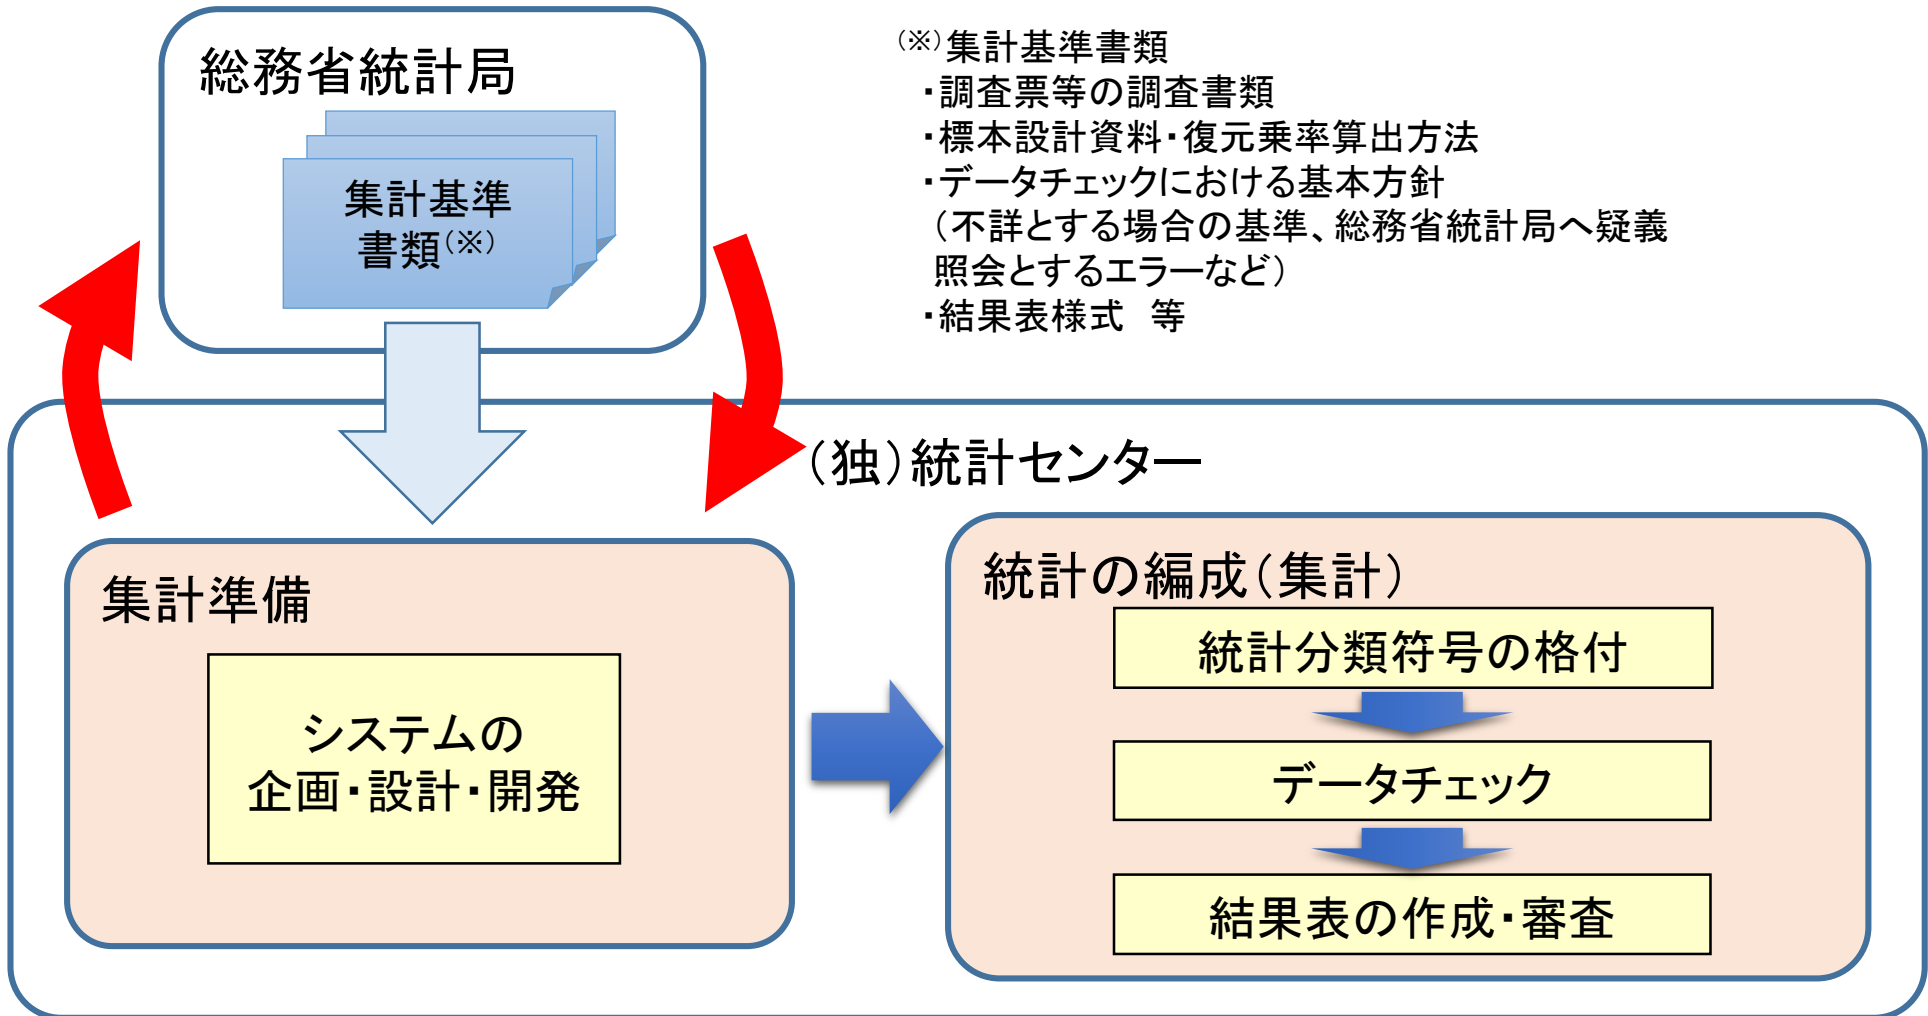 総務省統計局
集計基準
書類(※)
(※)集計基準書類
・調査票等の調査書類
・標本設計資料・復元乗率算出方法
・データチェックにおける基本方針
（不詳とする場合の基準、総務省統計局へ疑義
照会とするエラーなど）
・結果表様式　等
（独）統計センター
集計準備
システムの
企画・設計・開発
統計の編成（集計）
統計分類符号の格付
データチェック
結果表の作成・審査